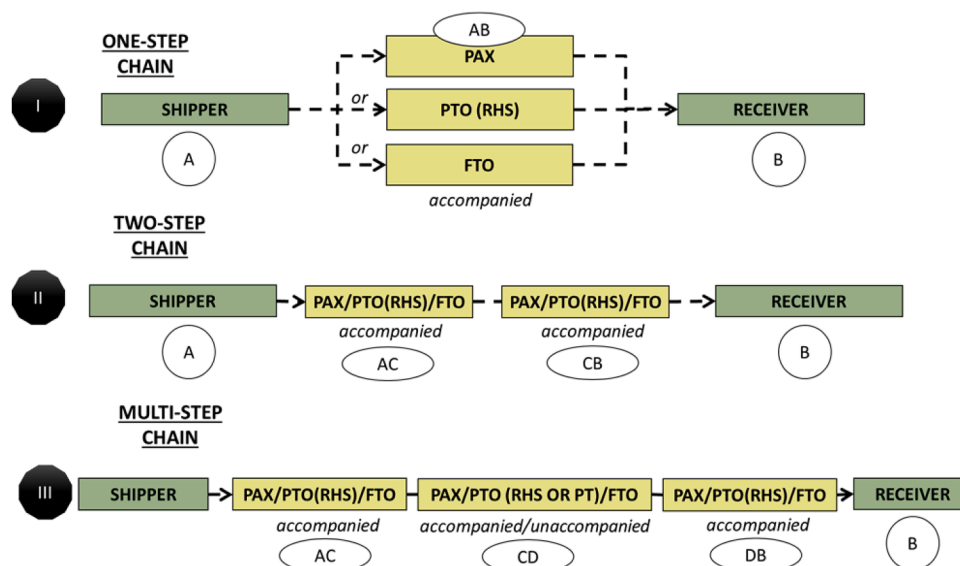 ONE-STEP
CHAIN
AB
PAX
I
SHIPPER
or
PTO (RHS)
RECEIVER
A
or
FTO
B
accompanied
TWO-STEP
CHAIN
II
SHIPPER
PAX/PTO(RHS)/FTO
PAX/PTO(RHS)/FTO
RECEIVER
accompanied
accompanied
A
AC
CB
B
MULTI-STEP
CHAIN
III
SHIPPER
PAX/PTO(RHS)/FTO
PAX/PTO (RHS OR PT)/FTO
PAX/PTO(RHS)/FTO
RECEIVER
accompanied
accompanied/unaccompanied
accompanied
AC
CD
DB
B